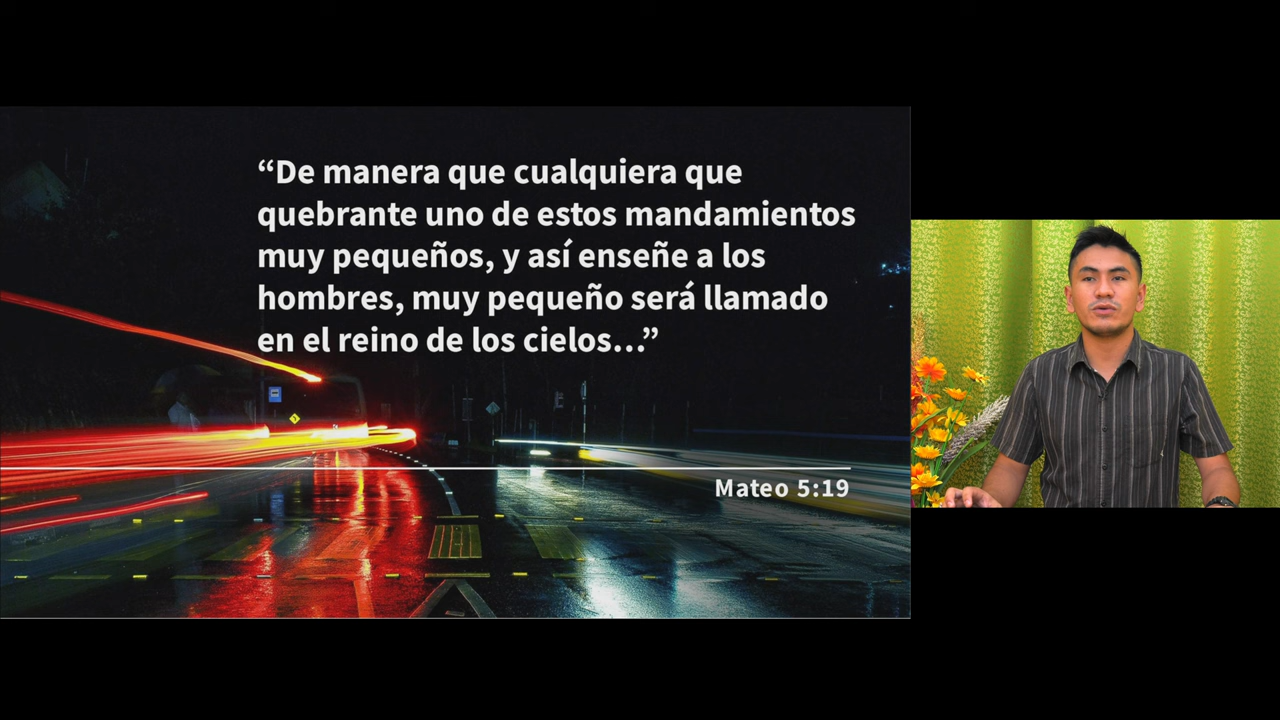 “De manera que cualquiera que
quebrante uno de estos mandamientos
muy pequeños, y así enseñe a los
hombres, muy pequeño será llamado
en el reino de los cielos...”
Mateo 5:19